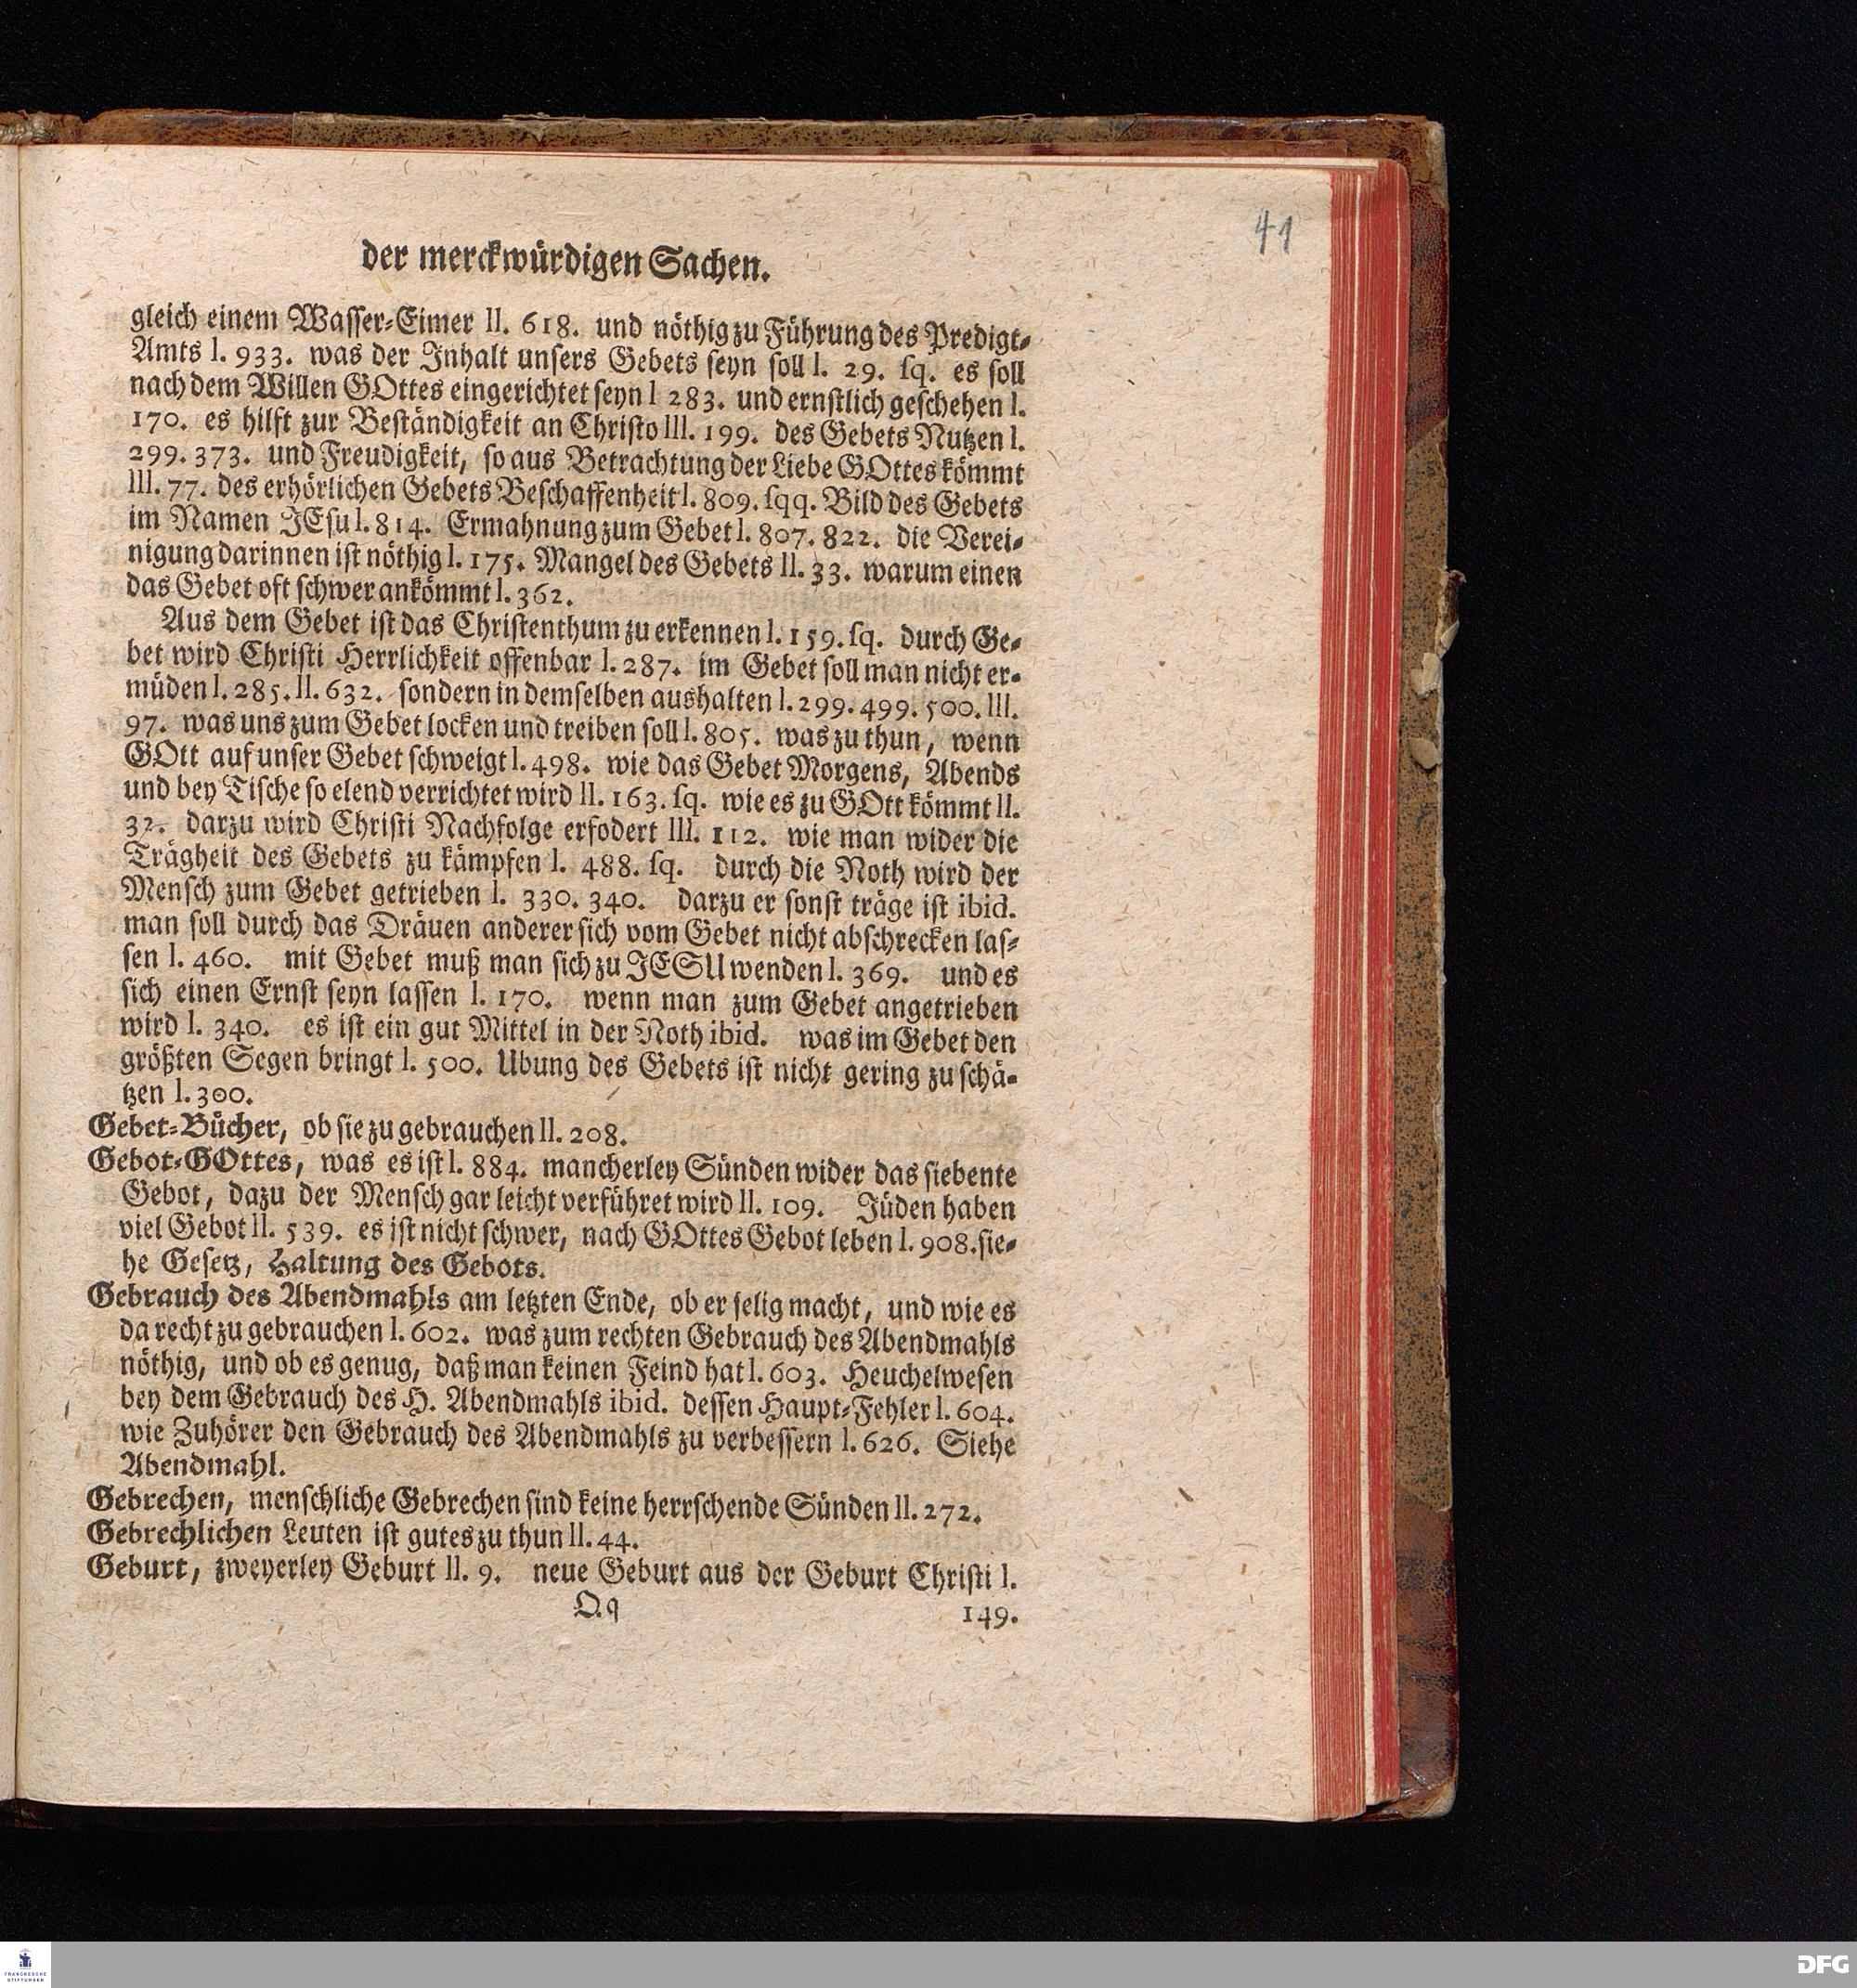 41
der merckwürdigen Sachen.
gleich einem Wasser-Eimer ll. 618. und nöthig zu Führung des Predigt-
Amts l. 933. was der Inhalt unsers Gebets seyn soll l. 29. sq. es soll
nach dem Willen GOttes eingerichtet seyn l 283. und ernstlich geschehen l.
170. es hilft zur Beständigkeit an Christo lll. 199. des Gebets Nutzen l.
299. 373. und Freudigkeit, so aus Betrachtung der Liebe GOttes kömmt
lll. 77. des erhörlichen Gebets Beschaffenheit l. 809. sqq. Bild des Gebets
im Namen JEsu l. 814. Ermahnung zum Gebet l. 807. 822. die Verei-
nigung darinnen ist nöthig l. 175. Mangel des Gebets ll. 33. warum einen
das Gebet oft schwer ankömmt l. 362.
Aus dem Gebet ist das Christenthum zu erkennen l. 159. sq. durch Ge-
bet wird Christi Herrlichkeit offenbar l. 287. im Gebet soll man nicht er-
müden l. 285. ll. 632. sondern in demselben aushalten l. 299. 499. 500. lll.
97. was uns zum Gebet locken und treiben soll l. 805. was zu thun, wenn
GOtt auf unser Gebet schweigt l. 498. wie das Gebet Morgens, Abends
und bey Tische so elend verrichtet wird ll. 163. sq. wie es zu GOtt kömmt ll.
32. darzu wird Christi Nachfolge erfodert lll. 112. wie man wider die
Trägheit des Gebets zu kämpfen l. 488. sq. durch die Noth wird der
Mensch zum Gebet getrieben l. 330. 340. darzu er sonst träge ist ibid.
man soll durch das Dräuen anderer sich vom Gebet nicht abschrecken las-
sen l. 460. mit Gebet muß man sich zu JESU wenden l. 369. und es
sich einen Ernst seyn lassen l. 170. wenn man zum Gebet angetrieben
wird l. 340. es ist ein gut Mittel in der Noth ibid. was im Gebet den
größten Segen bringt l. 500. Ubung des Gebets ist nicht gering zu schä-
tzen l. 300.
Gebet-Bücher, ob sie zu gebrauchen ll. 208.
Gebot-GOttes, was es ist l. 884. mancherley Sünden wider das siebente
Gebot, dazu der Mensch gar leicht verführet wird ll. 109. Jüden haben
viel Gebot ll. 539. es ist nicht schwer, nach GOttes Gebot leben l. 908. sie-
he Gesetz, Haltung des Gebots.
Gebrauch des Abendmahls am letzten Ende, ob er selig macht, und wie es
da recht zu gebrauchen l. 602. was zum rechten Gebrauch des Abendmahls
nöthig, und ob es genug, daß man keinen Feind hat l. 603. Heuchelwesen
bey dem Gebrauch des H. Abendmahls ibid. dessen Haupt-Fehler l. 604.
wie Zuhörer den Gebrauch des Abendmahls zu verbessern l. 626. Siehe
Abendmahl.
Gebrechen, menschliche Gebrechen sind keine herrschende Sünden ll. 272.
Gebrechlichen Leuten ist gutes zu thun ll. 44.
Geburt, zweyerley Geburt ll. 9. neue Geburt aus der Geburt Christi l.
Qq 149.
FRANCKESCHE
STIFTUNGEN
DFG